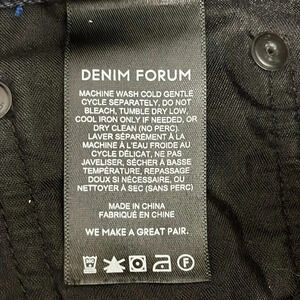 DENIM FORUM
MACHINE WASH COLD GENTLE
CYCLE SEPARATELY, DO NOT
BLEACH, TUMBLE DRY LOW,
COOL IRON ONLY IF NEEDED, OR
DRY CLEAN (NO PERC).
LAVER SÉPARÉMENT À LA
MACHINE À L'EAU FROIDE AU
CYCLE DÉLICAT, NE PAS
JAVELISER, SÉCHER À BASSE
TEMPÉRATURE, REPASSAGE
DOUX SI NÉCESSAIRE, OU
NETTOYER À SEC (SANS PERC)
MADE IN CHINA
FABRIQUÉ EN CHINE
WE MAKE A GREAT PAIR.
F